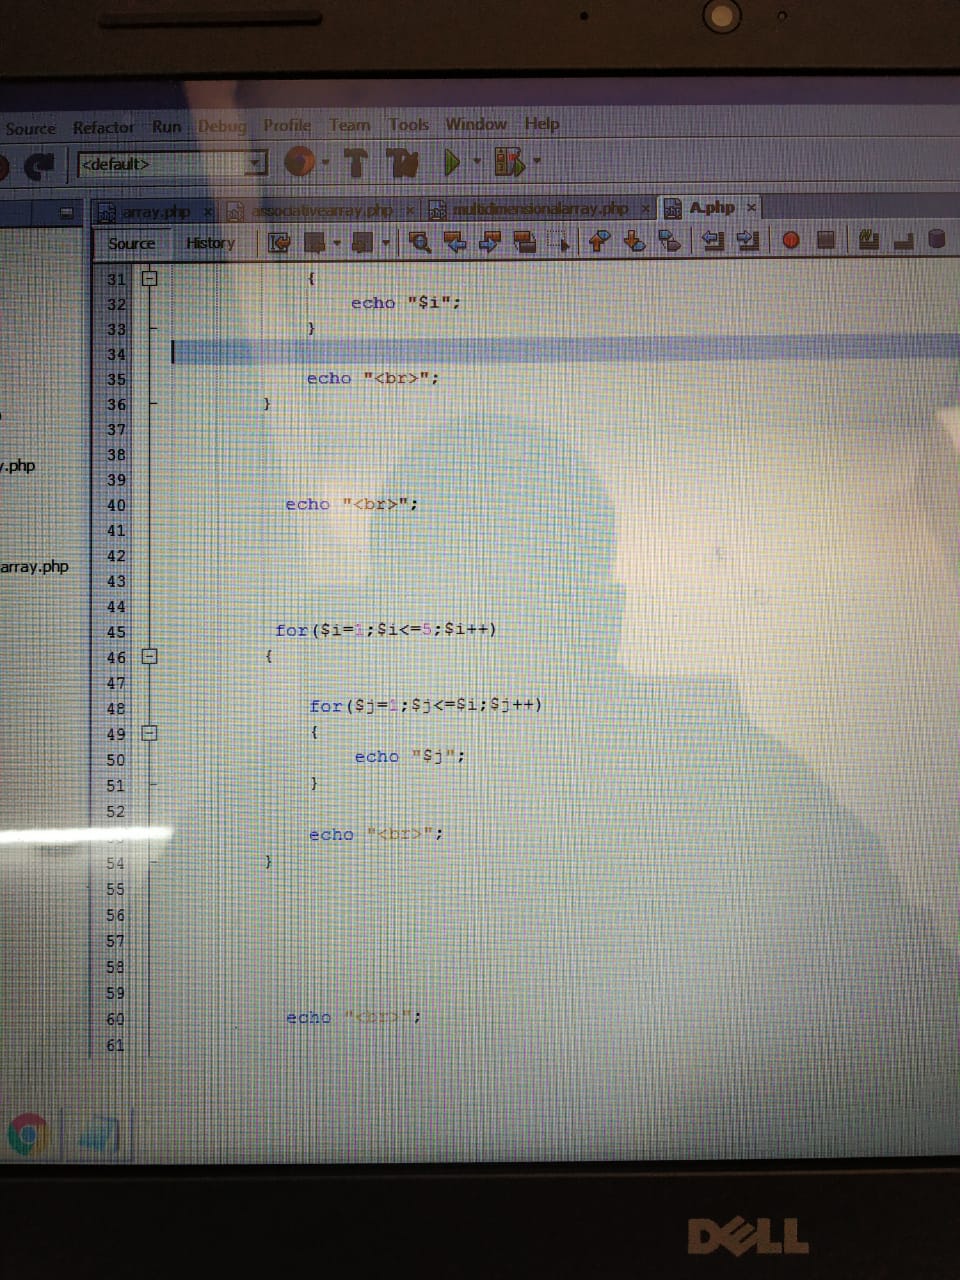 Source Refactor Run Debug Profile Team Tools Window Help
<default>
array.php associativearray.php multidimensionalarray.php A.php
Source History
31 {
32 echo "$i";
33 }
34
35 echo "<br>";
36 }
37
38
y.php
39
40 echo "<br>";
41
42
array.php
43
44
45 for($i=1;$i<=5;$i++)
46 {
47
48 for($j=1;$j<=$i;$j++)
49 {
50 echo "$j";
51 }
52
echo "<br>";
54 }
55
56
57
58
59
60 echo "<br>";
61
DELL